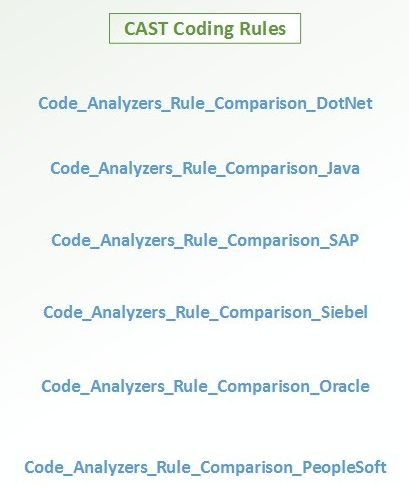 CAST Coding Rules
Code_Analyzers_Rule_Comparison_DotNet
Code_Analyzers_Rule_Comparison_Java
Code_Analyzers_Rule_Comparison_SAP
Code_Analyzers_Rule_Comparison_Siebel
Code_Analyzers_Rule_Comparison_Oracle
Code_Analyzers_Rule_Comparison_PeopleSoft